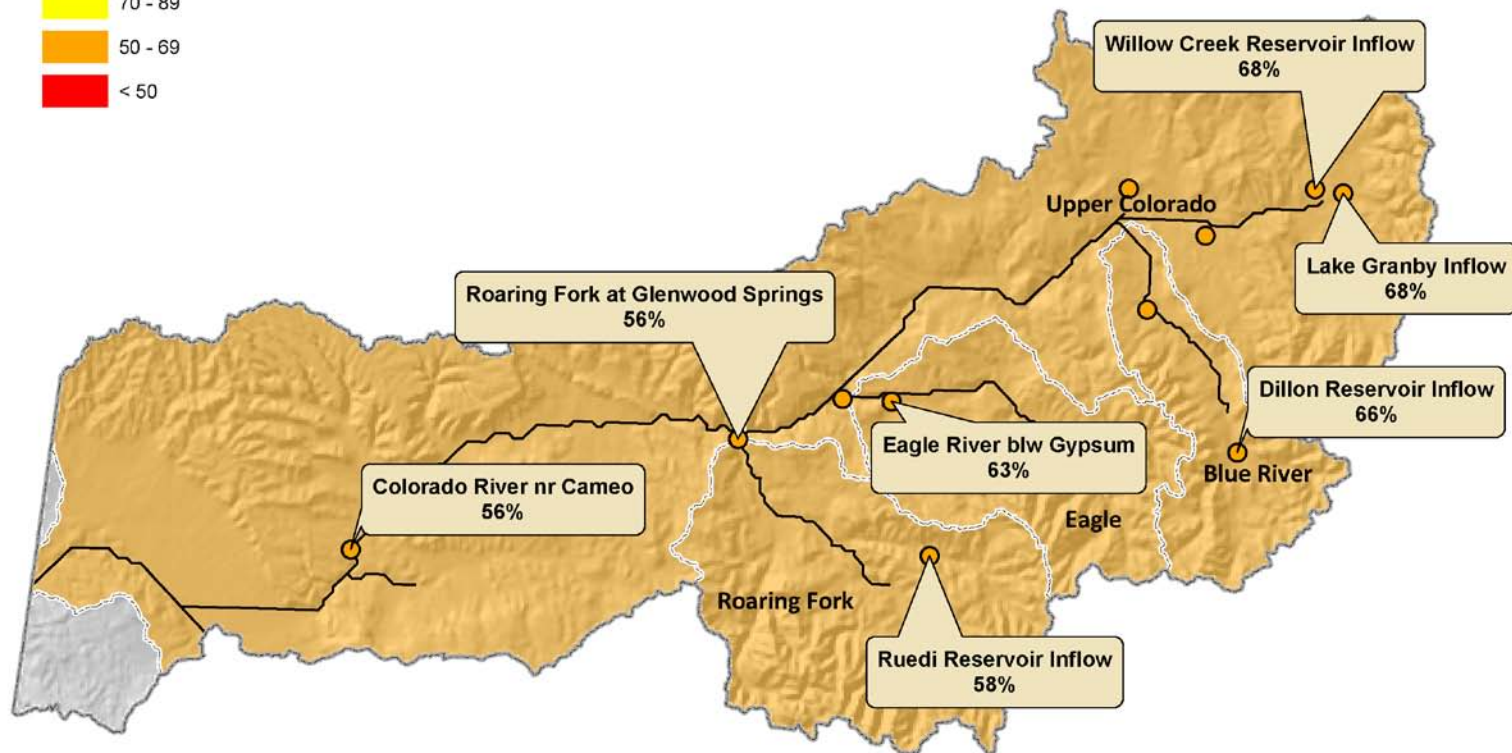 70 - 89
50 - 69
< 50
Willow Creek Reservoir Inflow
68%
Upper Colorado
Lake Granby Inflow
68%
Roaring Fork at Glenwood Springs
56%
Dillon Reservoir Inflow
66%
Eagle River blw Gypsum
63%
Blue River
Colorado River nr Cameo
56%
Eagle
Roaring Fork
Ruedi Reservoir Inflow
58%